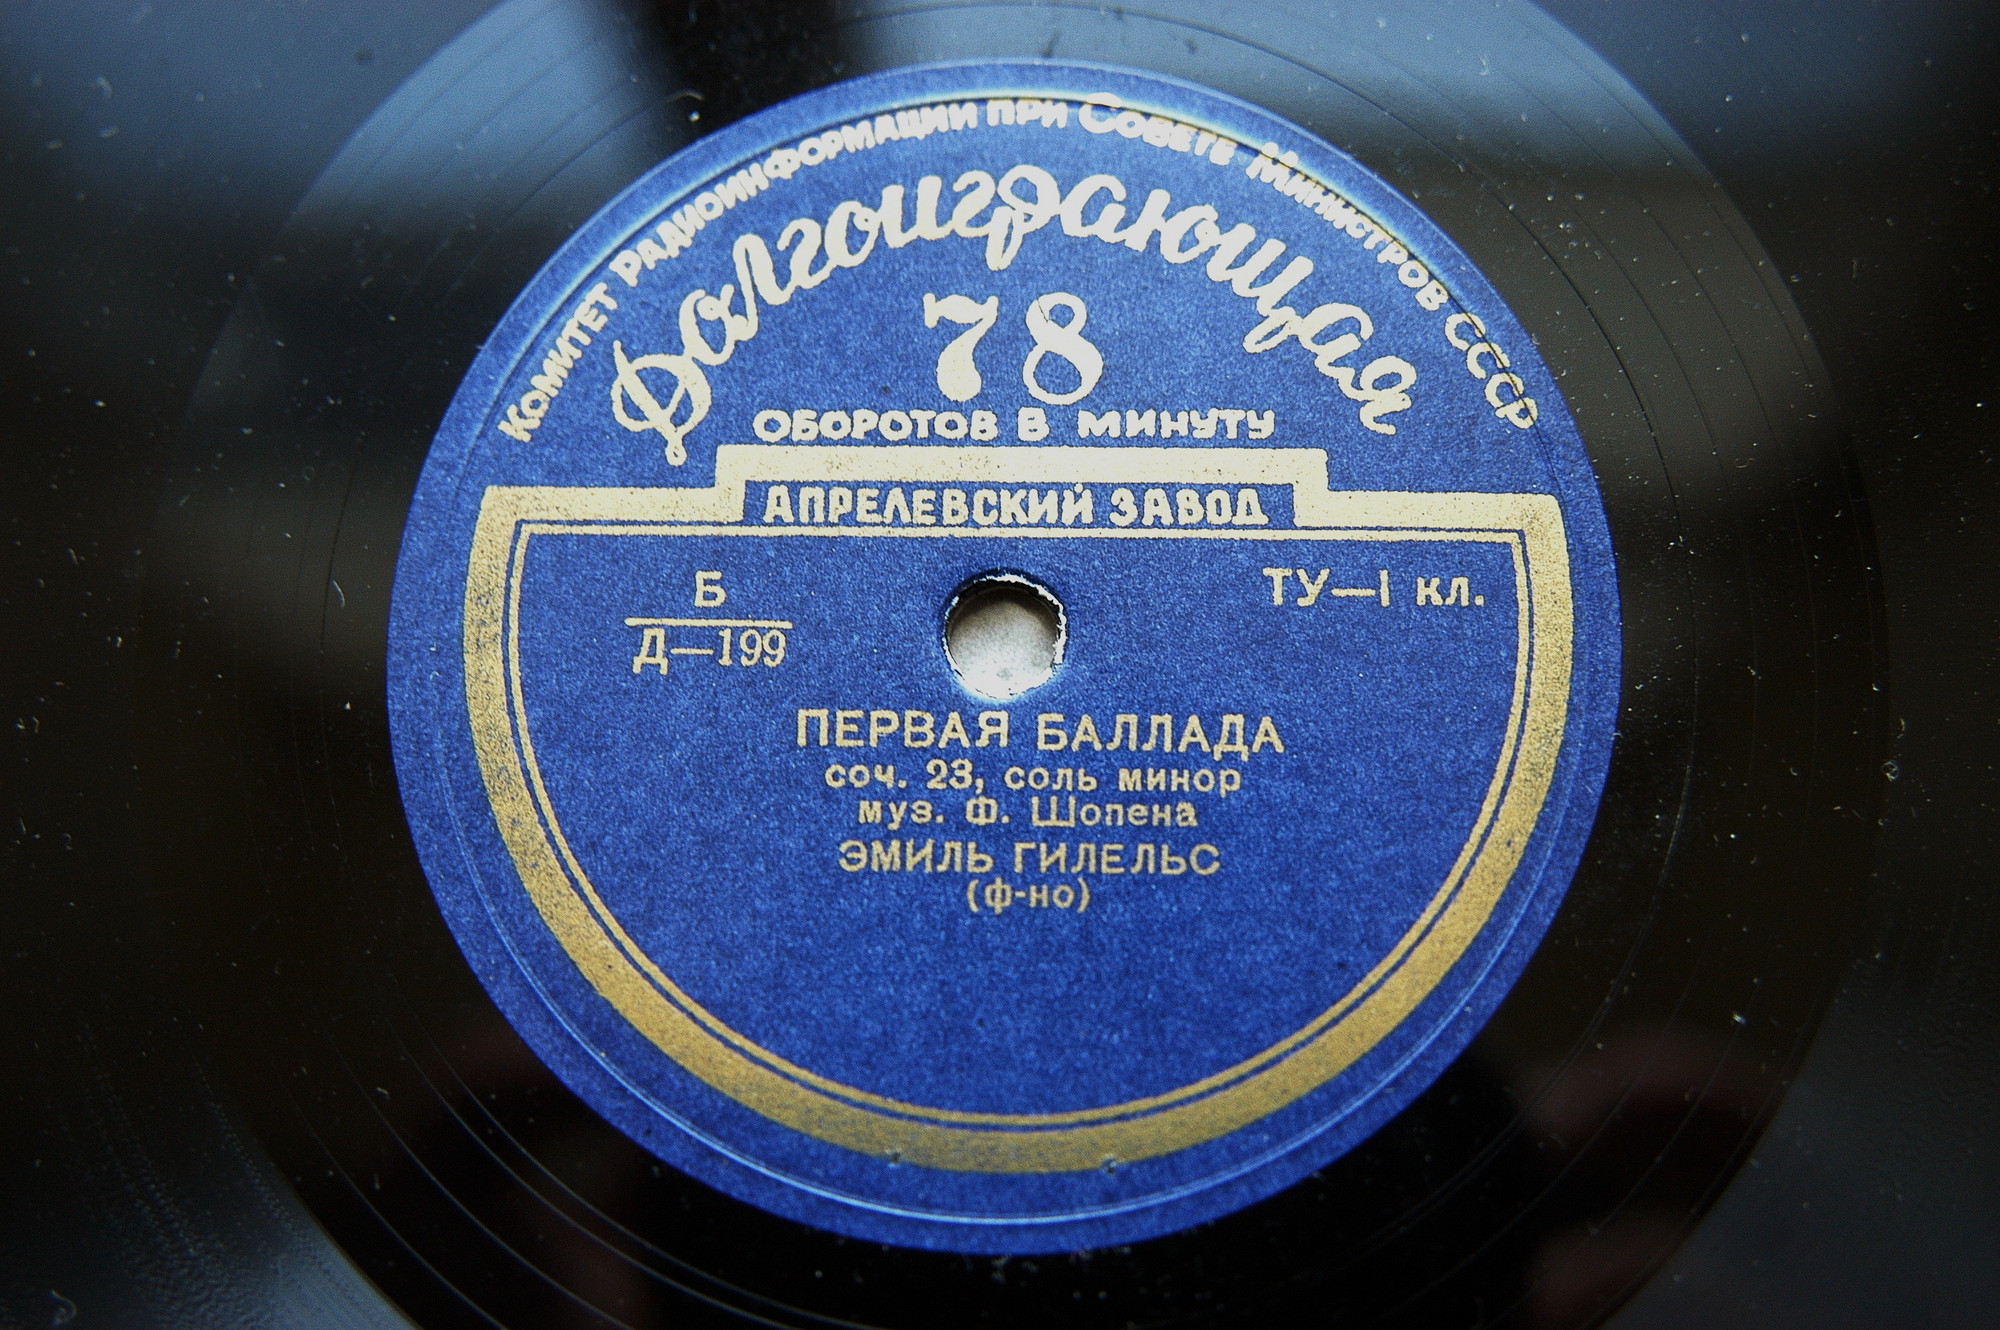 Комитет Радиоинформации при Совете Министров СССР
Долгоиграющая
78
ОБОРОТОВ В МИНУТУ
АПРЕЛЕВСКИЙ ЗАВОД
Б
Д—199
ТУ—I кл.
ПЕРВАЯ БАЛЛАДА
соч. 23, соль минор
муз. Ф. Шопена
ЭМИЛЬ ГИЛЕЛЬС
(ф-но)